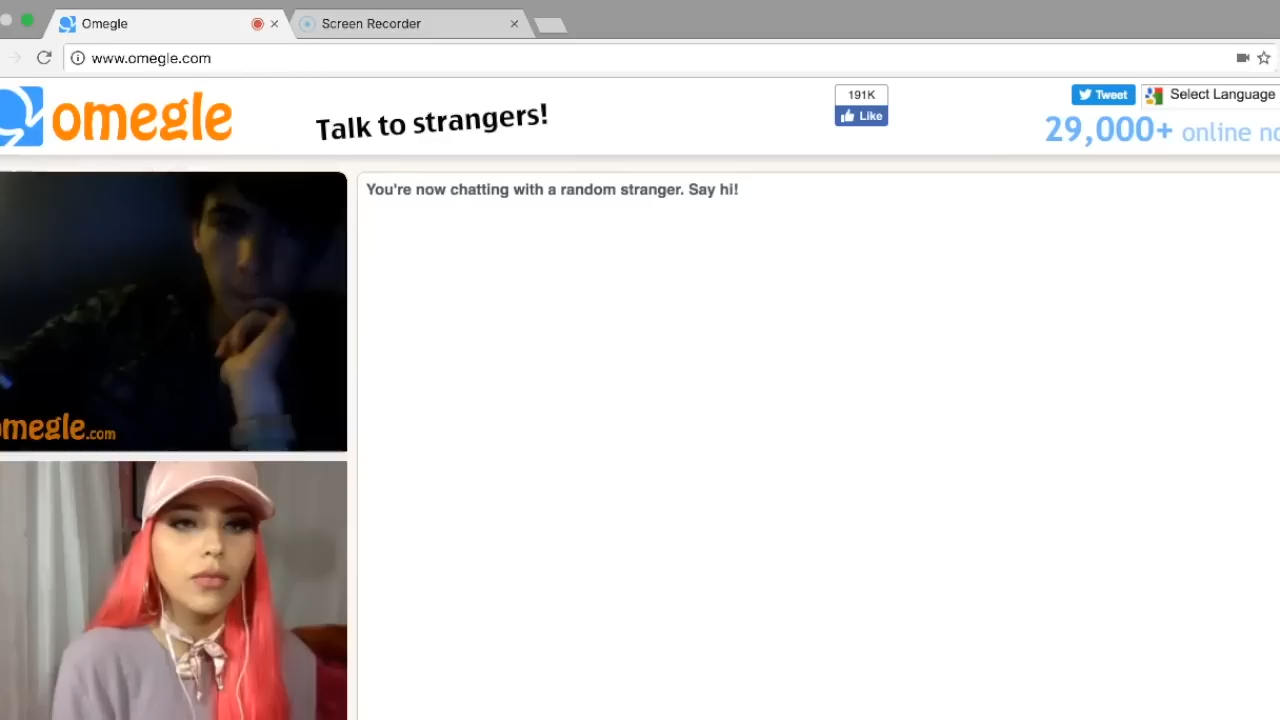 Omegle
Screen Recorder
www.omegle.com
omegle
Talk to strangers!
191K
Like
Tweet
Select Language
29,000+ online no
You're now chatting with a random stranger. Say hi!
omegle.com